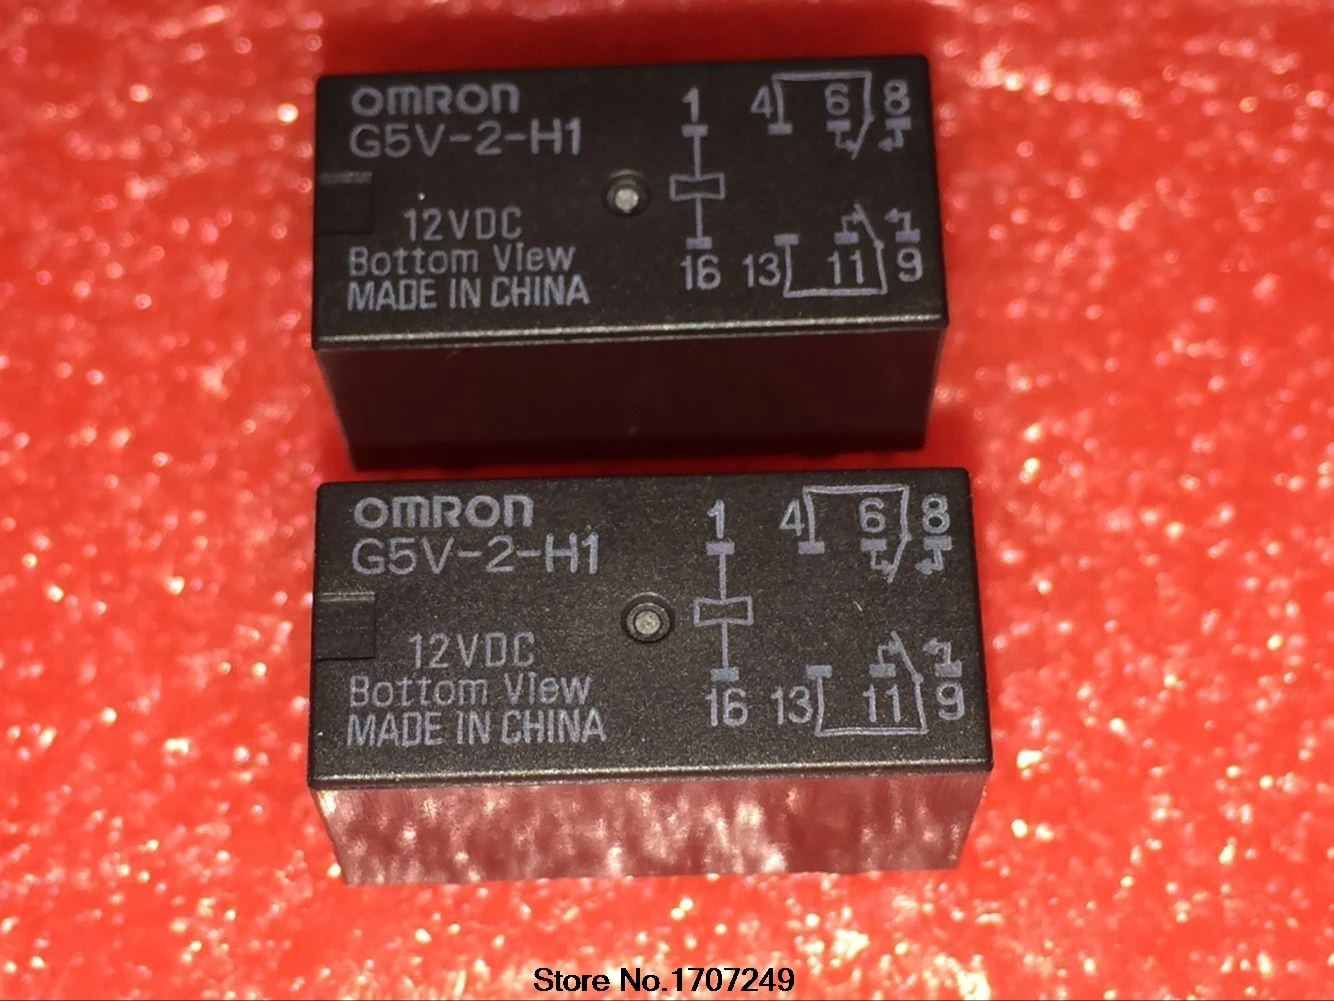 OMRON
G5V-2-H1
12VDC
Bottom View
MADE IN CHINA
1 4 6 8
16 13 11 9
OMRON
G5V-2-H1
12VDC
Bottom View
MADE IN CHINA
1 4 6 8
16 13 11 9
Store No.1707249